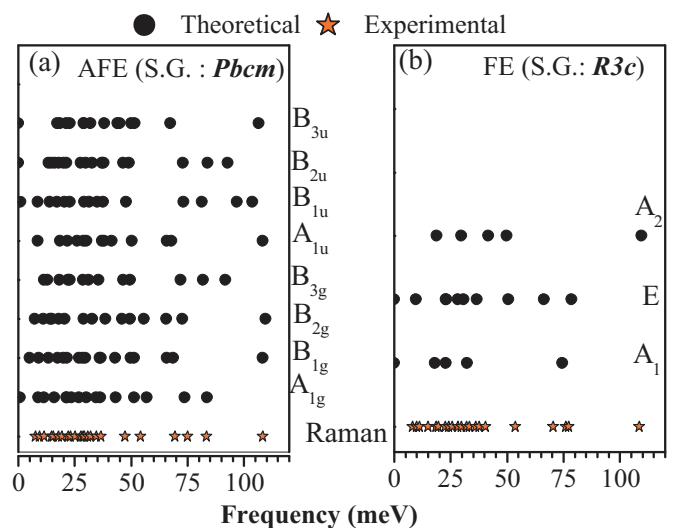 Theoretical Experimental
(a) AFE (S.G. : Pbcm)
B3u
B2u
B1u
A1u
B3g
B2g
B1g
A1g
Raman
0 25 50 75 100
(b) FE (S.G.: R3c)
A2
E
A1
0 25 50 75 100
Frequency (meV)